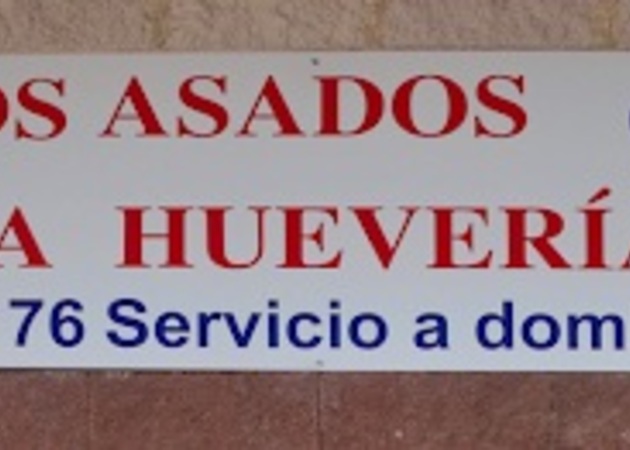 OS ASADOS
A HUEVERÍA
76 Servicio a dom